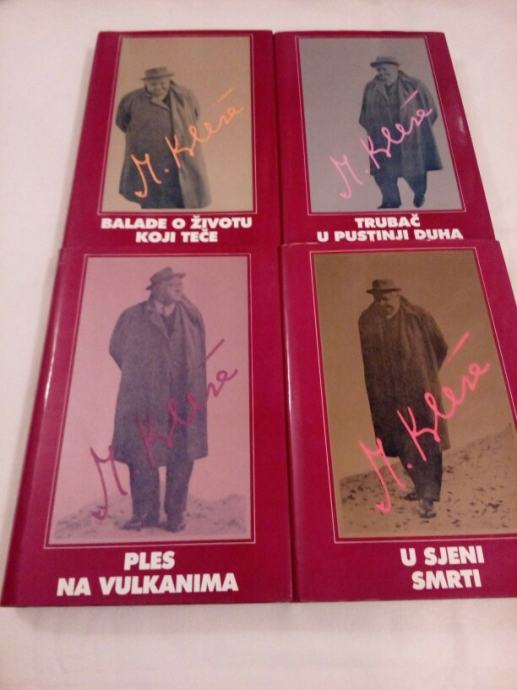 M. Krleža
BALADE O ŽIVOTU
KOJI TEČE
M. Krleža
TRUBAČ
U PUSTINJI DUHA
M. Krleža
PLES
NA VULKANIMA
M. Krleža
U SJENI
SMRTI